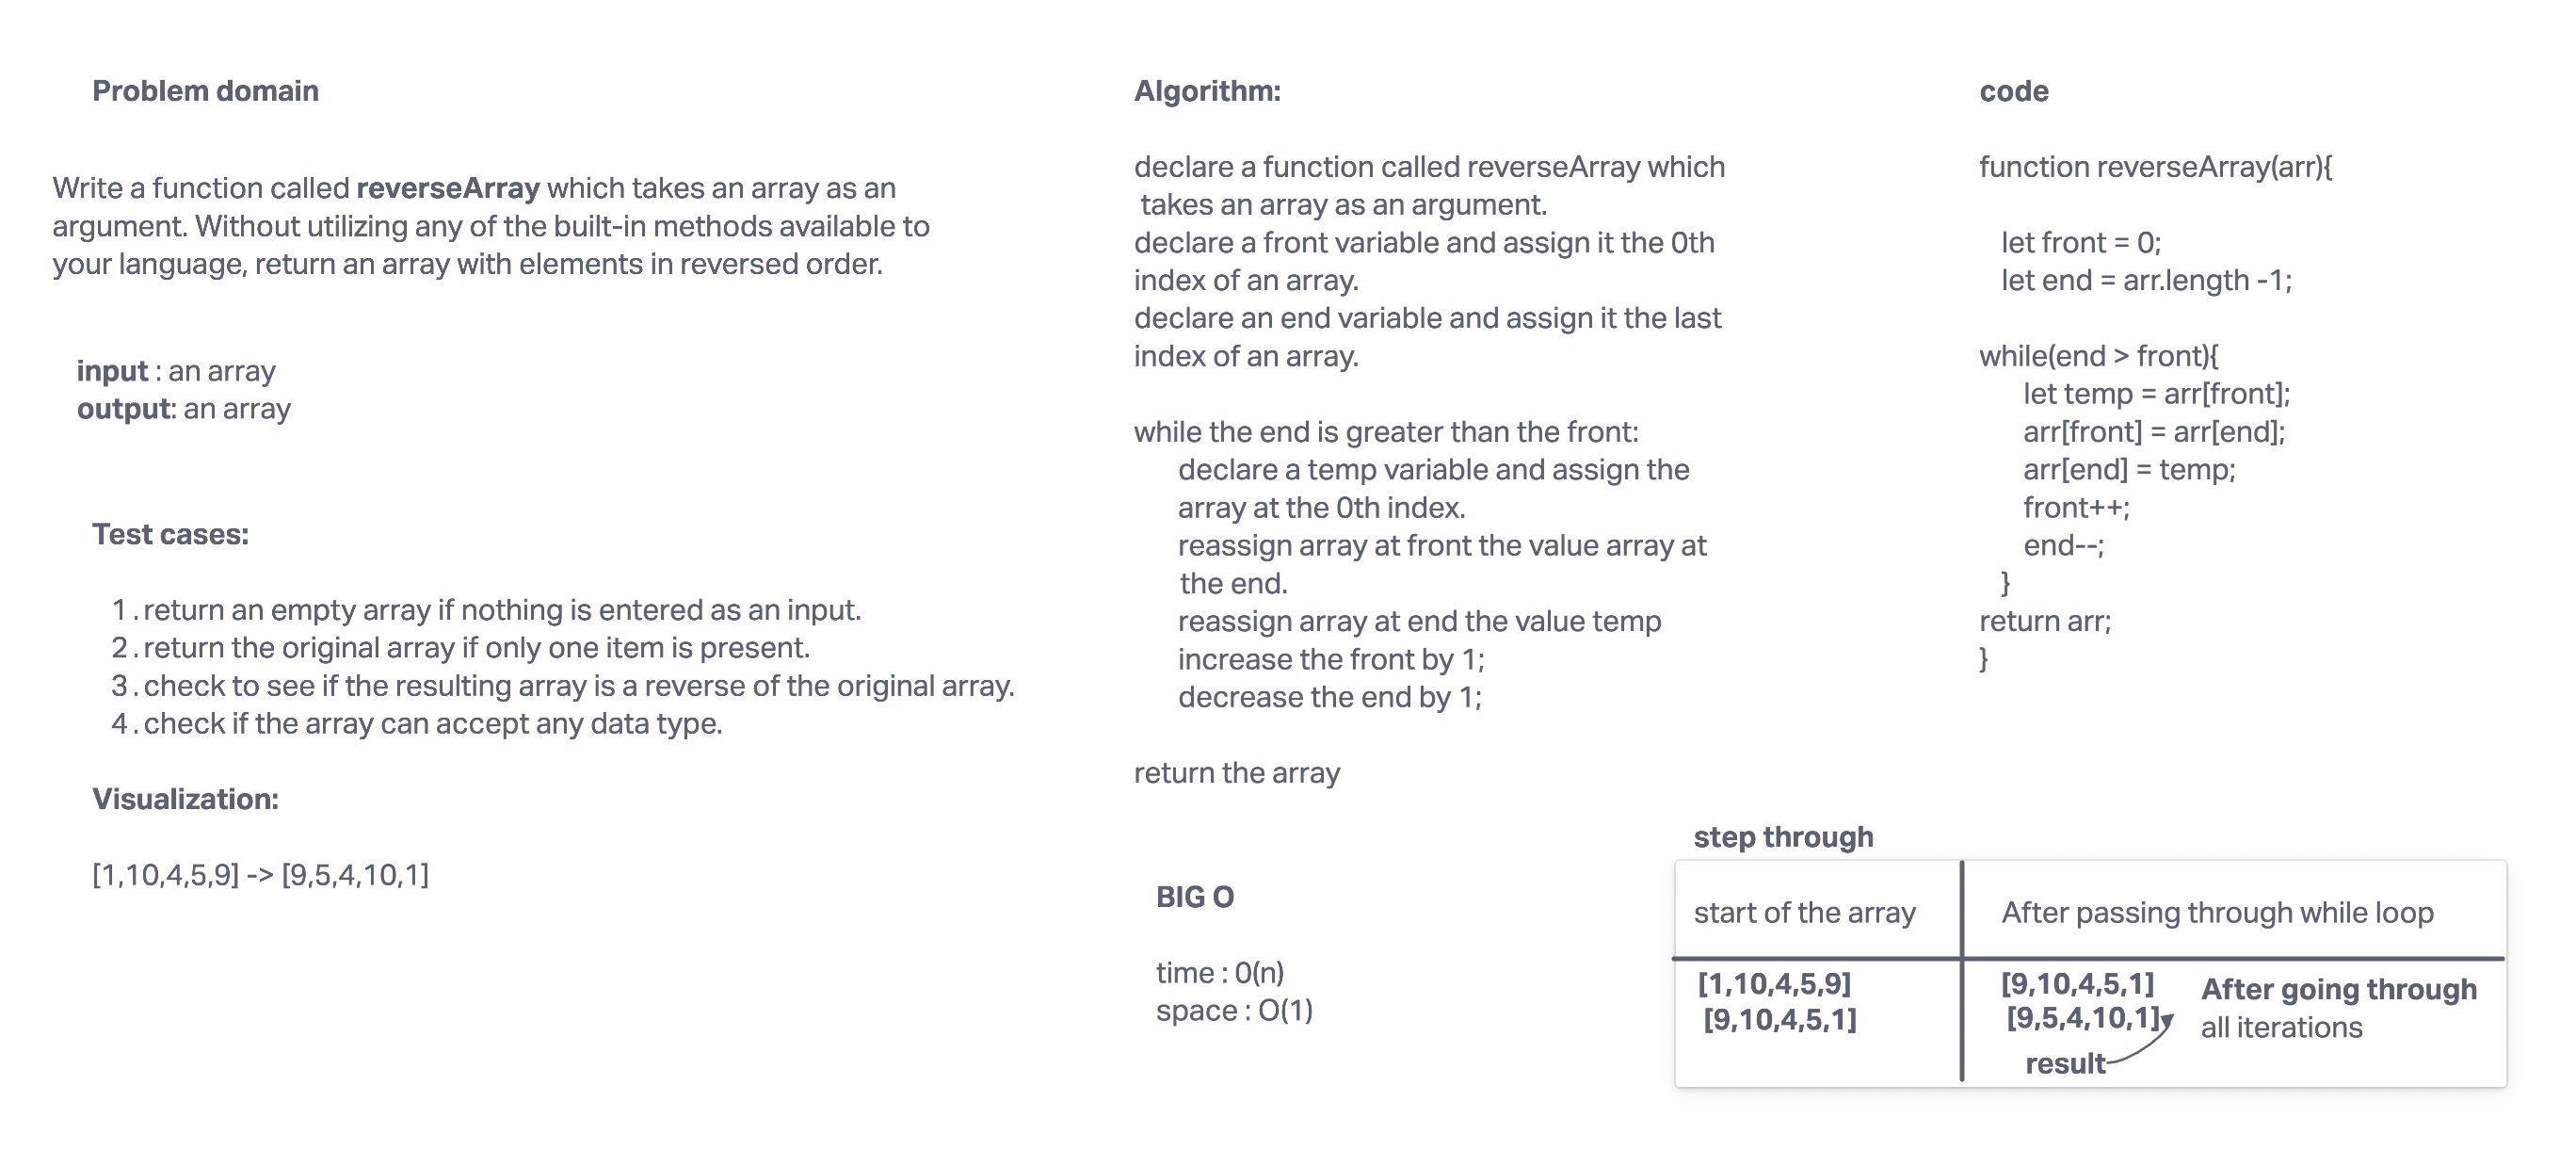 Problem domain
Write a function called reverseArray which takes an array as an
argument. Without utilizing any of the built-in methods available to
your language, return an array with elements in reversed order.
input : an array
output: an array
Test cases:
1. return an empty array if nothing is entered as an input.
2. return the original array if only one item is present.
3. check to see if the resulting array is a reverse of the original array.
4. check if the array can accept any data type.
Visualization:
[1,10,4,5,9] -> [9,5,4,10,1]
Algorithm:
declare a function called reverseArray which
takes an array as an argument.
declare a front variable and assign it the 0th
index of an array.
declare an end variable and assign it the last
index of an array.
while the end is greater than the front:
declare a temp variable and assign the
array at the 0th index.
reassign array at front the value array at
the end.
reassign array at end the value temp
increase the front by 1;
decrease the end by 1;
return the array
BIG O
time : 0(n)
space : O(1)
code
function reverseArray(arr){
let front = 0;
let end = arr.length -1;
while(end > front){
let temp = arr[front];
arr[front] = arr[end];
arr[end] = temp;
front++;
end--;
}
return arr;
}
step through
start of the array
After passing through while loop
[1,10,4,5,9]
[9,10,4,5,1]
[9,10,4,5,1]
[9,5,4,10,1]
After going through
all iterations
result